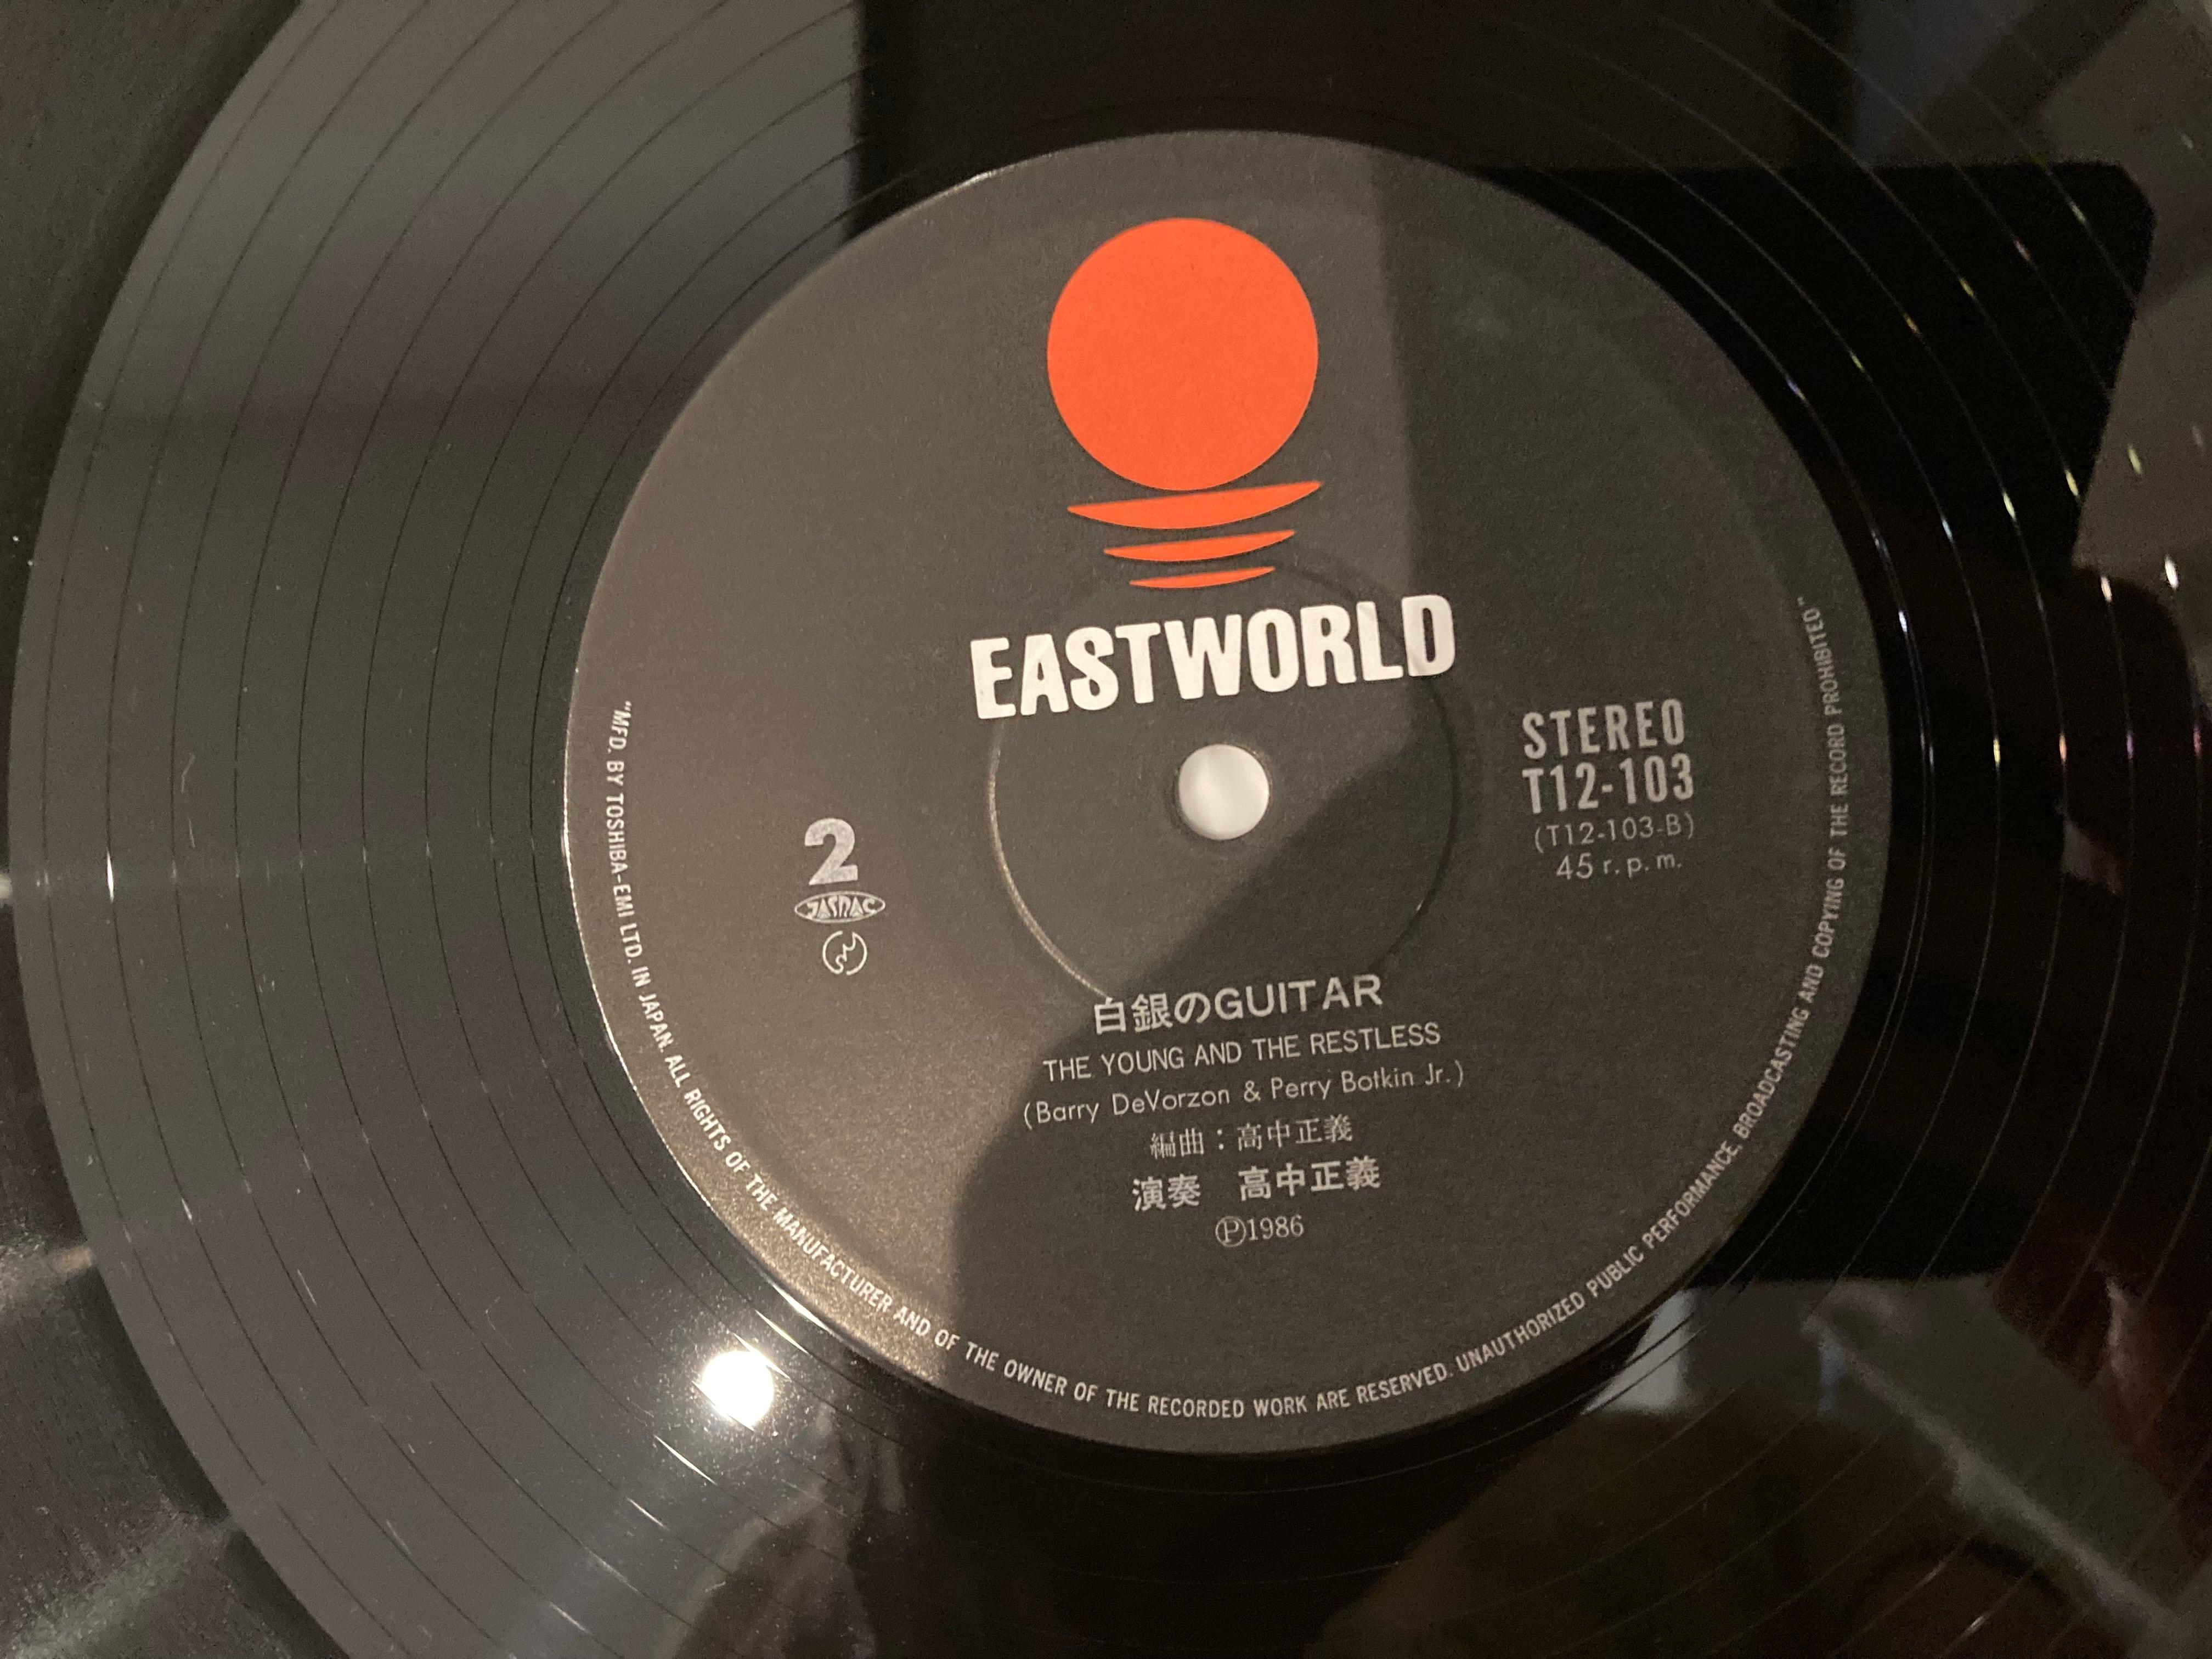 EASTWORLD
STEREO
T12-103
(T12-103-B)
45 r.p.m.
2
JASRAC
白銀のGUITAR
THE YOUNG AND THE RESTLESS
(Barry DeVorzon & Perry Botkin Jr.)
編曲：高中正義
演奏　高中正義
Ⓟ1986
"MFD. BY TOSHIBA-EMI LTD. IN JAPAN. ALL RIGHTS OF THE MANUFACTURER AND OF THE OWNER OF THE RECORDED WORK ARE RESERVED. UNAUTHORIZED PUBLIC PERFORMANCE, BROADCASTING AND COPYING OF THE RECORD PROHIBITED"